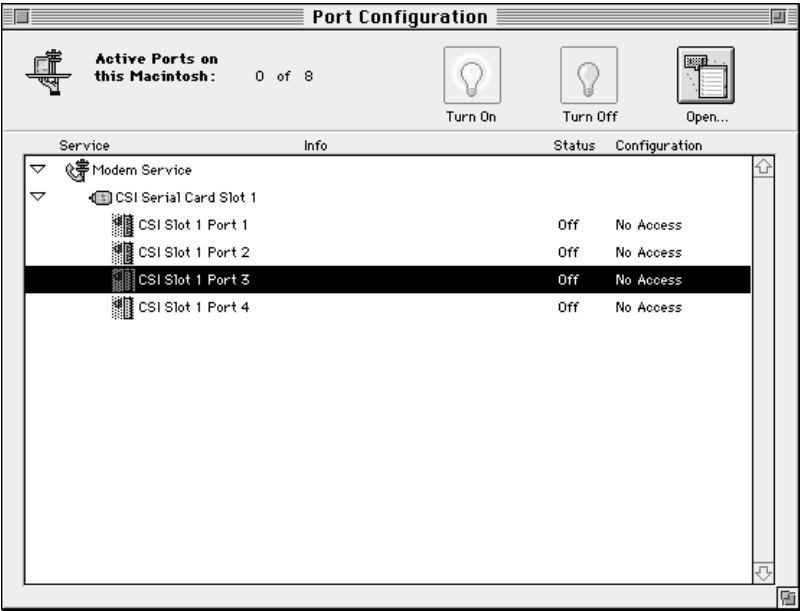 Port Configuration
Active Ports on
this Macintosh: 0 of 8
Turn On Turn Off Open...
Service Info Status Configuration
Modem Service
CSI Serial Card Slot 1
CSI Slot 1 Port 1 Off No Access
CSI Slot 1 Port 2 Off No Access
CSI Slot 1 Port 3 Off No Access
CSI Slot 1 Port 4 Off No Access